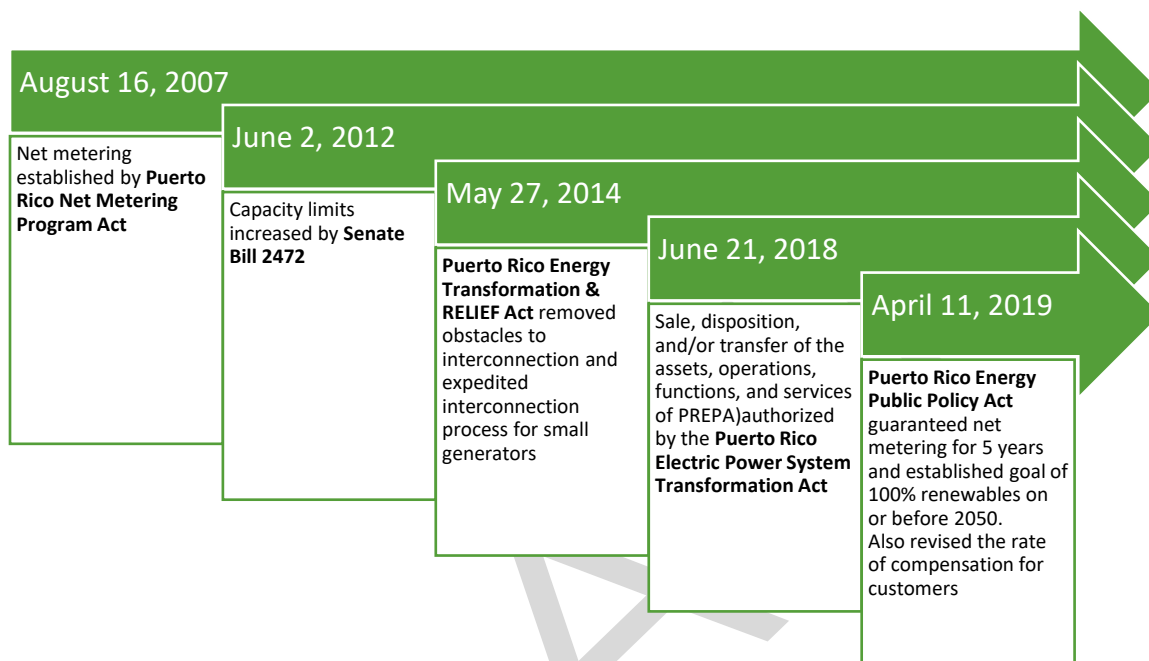 August 16, 2007
Net metering
established by Puerto
Rico Net Metering
Program Act
June 2, 2012
Capacity limits
increased by Senate
Bill 2472
May 27, 2014
Puerto Rico Energy
Transformation &
RELIEF Act removed
obstacles to
interconnection and
expedited
interconnection
process for small
generators
June 21, 2018
Sale, disposition,
and/or transfer of the
assets, operations,
functions, and services
of PREPA)authorized
by the Puerto Rico
Electric Power System
Transformation Act
April 11, 2019
Puerto Rico Energy
Public Policy Act
guaranteed net
metering for 5 years
and established goal of
100% renewables on
or before 2050.
Also revised the rate
of compensation for
customers